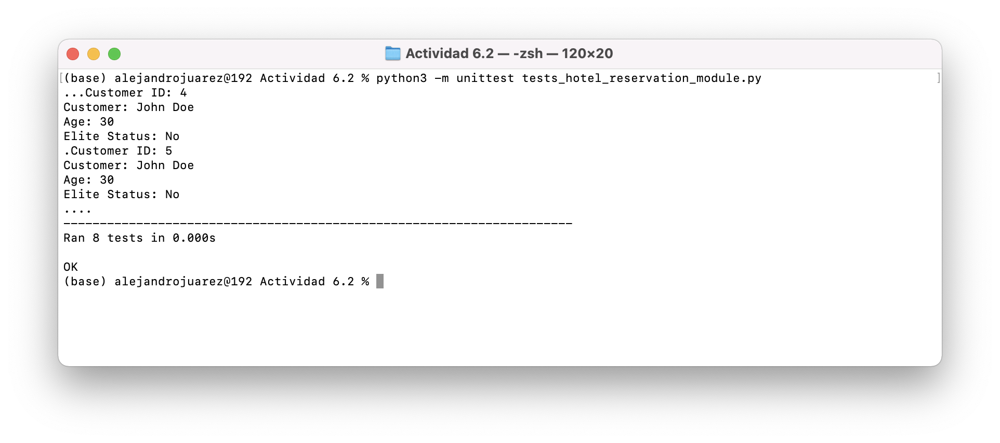 Actividad 6.2 — -zsh — 120×20
[(base) alejandrojuarez@192 Actividad 6.2 % python3 -m unittest tests_hotel_reservation_module.py ]
...Customer ID: 4
Customer: John Doe
Age: 30
Elite Status: No
.Customer ID: 5
Customer: John Doe
Age: 30
Elite Status: No
....
----------------------------------------------------------------------
Ran 8 tests in 0.000s
OK
(base) alejandrojuarez@192 Actividad 6.2 %